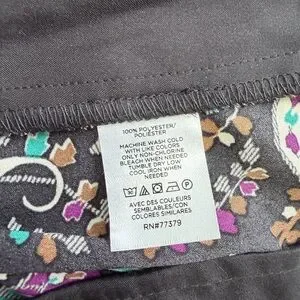 100% POLYESTER/
POLIESTER
MACHINE WASH COLD
WITH LIKE COLORS
ONLY NON-CHLORINE
BLEACH WHEN NEEDED
TUMBLE DRY LOW
COOL IRON WHEN
NEEDED
AVEC DES COULEURS
SEMBLABLES/CON
COLORES SIMILARES
RN#77379